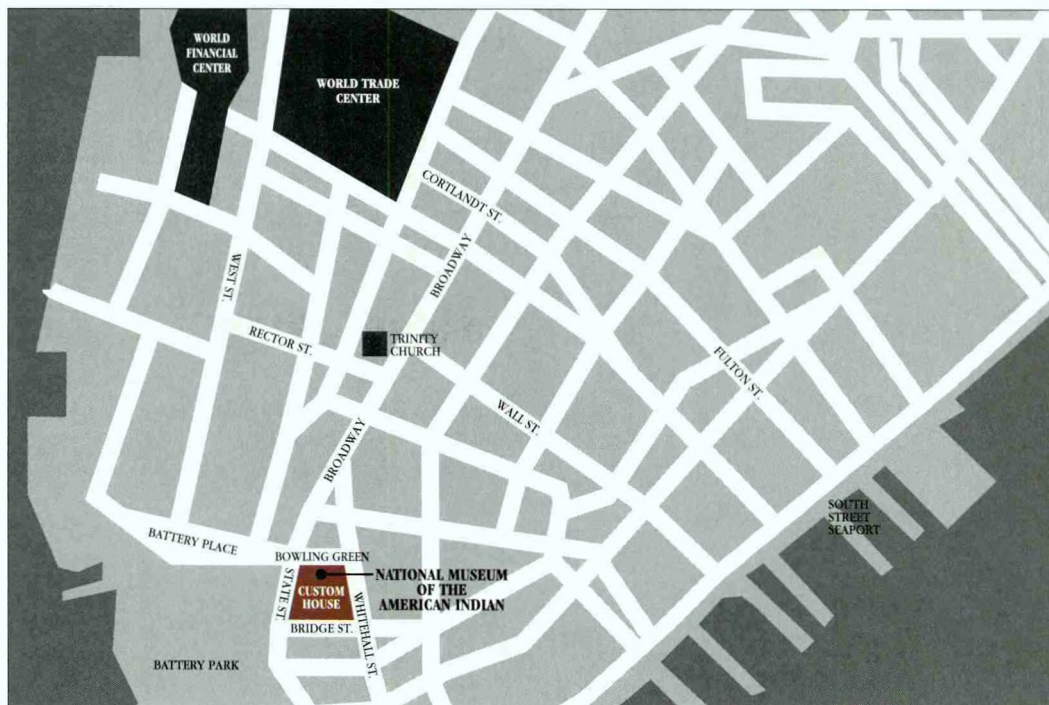 WORLD
FINANCIAL
CENTER
WORLD TRADE
CENTER
CORTLANDT ST.
BROADWAY
WEST ST.
RECTOR ST.
TRINITY
CHURCH
FULTON ST.
WALL ST.
BROADWAY
SOUTH
STREET
SEAPORT
BATTERY PLACE
BOWLING GREEN
STATE ST.
CUSTOM
HOUSE
NATIONAL MUSEUM
OF THE
AMERICAN INDIAN
WHITEHALL ST.
BRIDGE ST.
BATTERY PARK